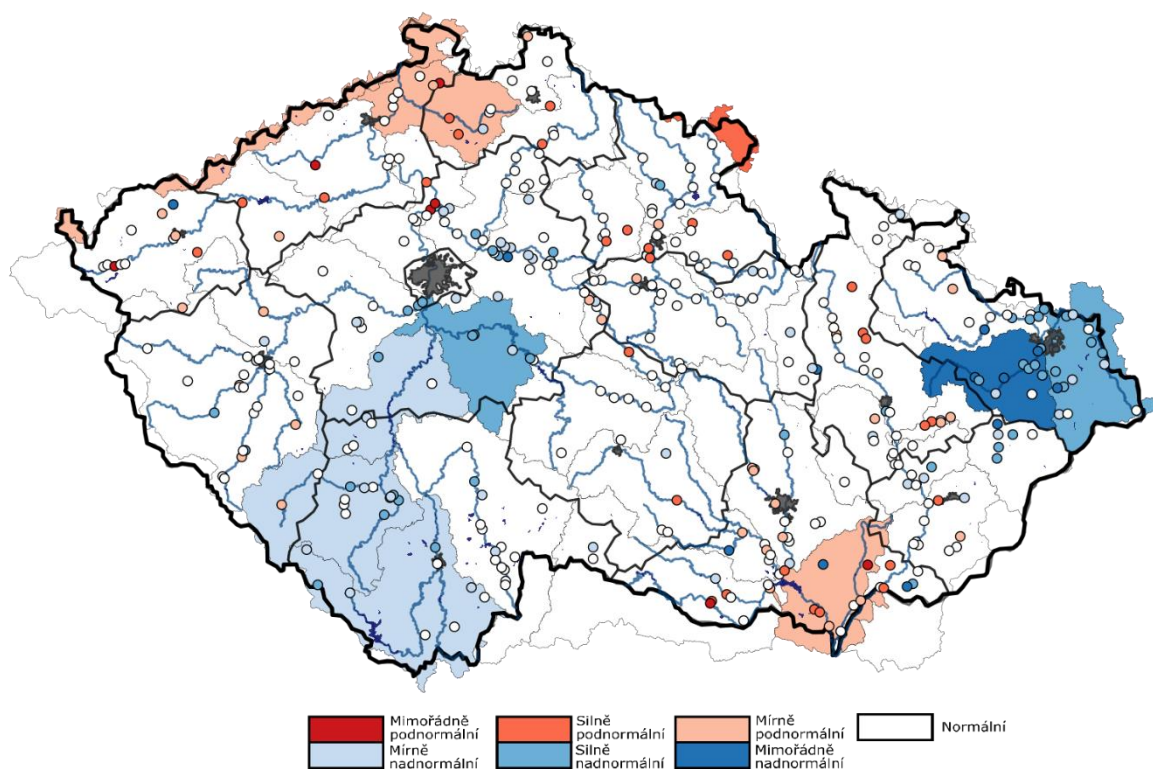 Mimořádně
podnormální
Silně
podnormální
Mírně
podnormální
Normální
Mírně
nadnormální
Silně
nadnormální
Mimořádně
nadnormální